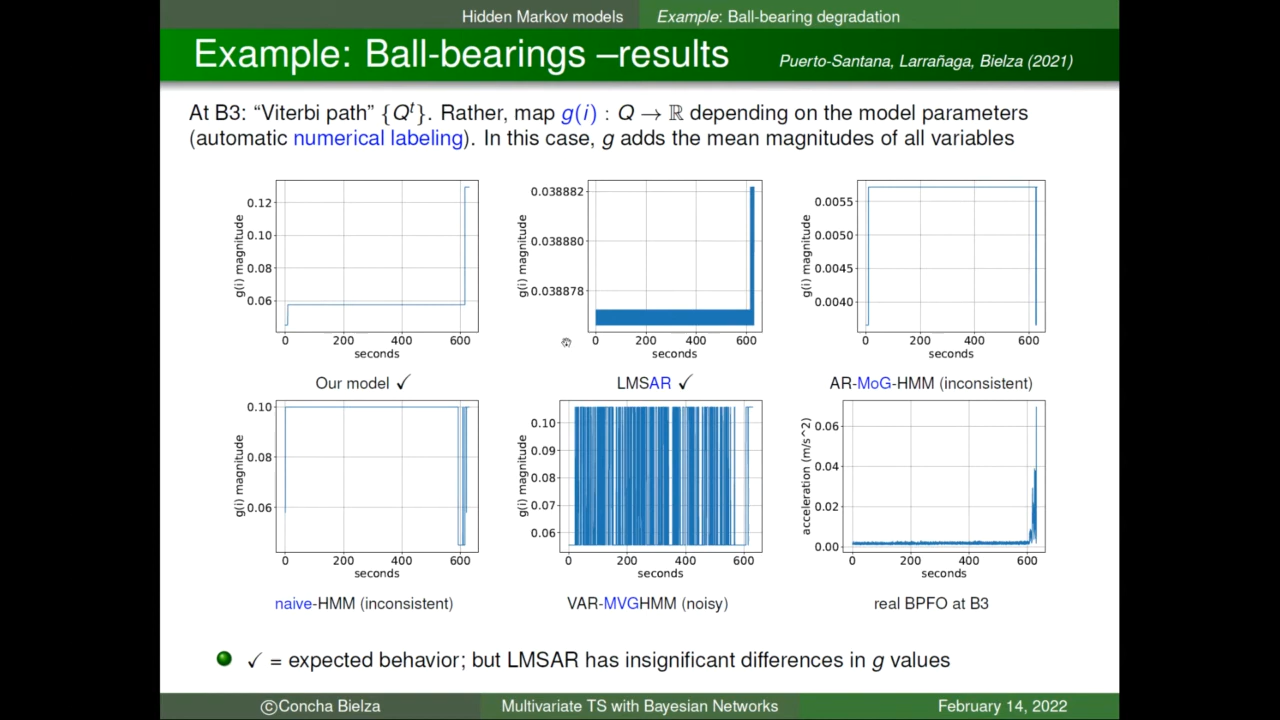 Hidden Markov models Example: Ball-bearing degradation
Example: Ball-bearings –results Puerto-Santana, Larrañaga, Bielza (2021)
At B3: “Viterbi path” {Qᵗ}. Rather, map g(i) : Q → ℝ depending on the model parameters
(automatic numerical labeling). In this case, g adds the mean magnitudes of all variables
g(i) magnitude
0.12
0.10
0.08
0.06
0 200 400 600
seconds
Our model ✓
g(i) magnitude
0.038882
0.038880
0.038878
0 200 400 600
seconds
LMSAR ✓
g(i) magnitude
0.0055
0.0050
0.0045
0.0040
0 200 400 600
seconds
AR-MoG-HMM (inconsistent)
g(i) magnitude
0.10
0.08
0.06
0 200 400 600
seconds
naive-HMM (inconsistent)
g(i) magnitude
0.10
0.09
0.08
0.07
0.06
0 200 400 600
seconds
VAR-MVGHMM (noisy)
acceleration (m/s^2)
0.06
0.04
0.02
0.00
0 200 400 600
seconds
real BPFO at B3
✓ = expected behavior; but LMSAR has insignificant differences in g values
©Concha Bielza Multivariate TS with Bayesian Networks February 14, 2022